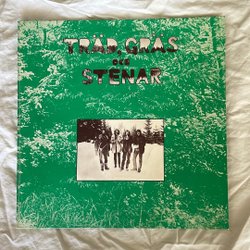 TRÄD, GRÄS
OCH
STENAR